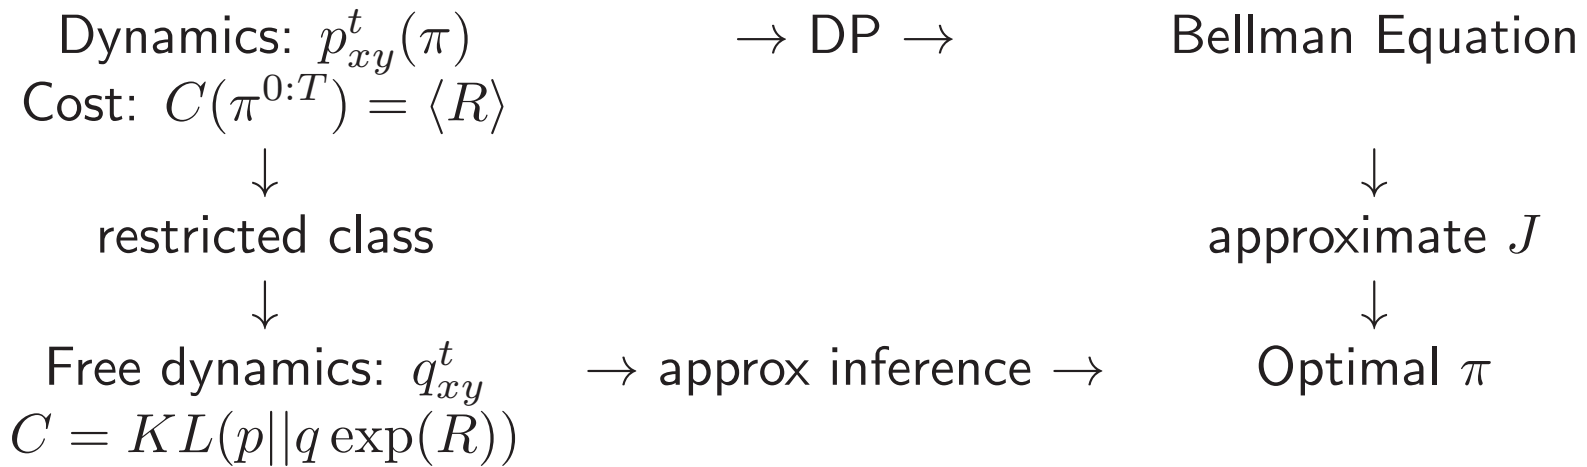 Dynamics: $p^t_{xy}(\pi)$ → DP → Bellman Equation
Cost: $C(\pi^{0:T}) = \langle R \rangle$
↓ ↓
restricted class approximate $J$
↓ ↓
Free dynamics: $q^t_{xy}$ → approx inference → Optimal $\pi$
$C = KL(p||q \exp(R))$